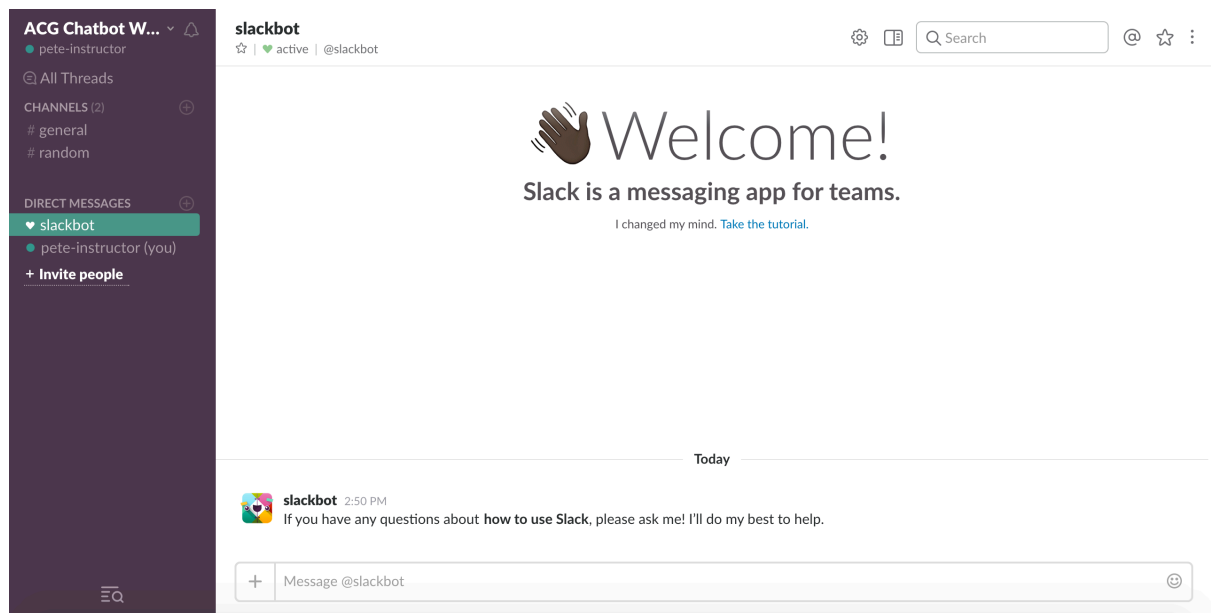 ACG Chatbot W...
pete-instructor
All Threads
CHANNELS (2)
# general
# random
DIRECT MESSAGES
slackbot
pete-instructor (you)
+ Invite people
slackbot
active | @slackbot
Search
Welcome!
Slack is a messaging app for teams.
I changed my mind. Take the tutorial.
Today
slackbot 2:50 PM
If you have any questions about how to use Slack, please ask me! I'll do my best to help.
Message @slackbot